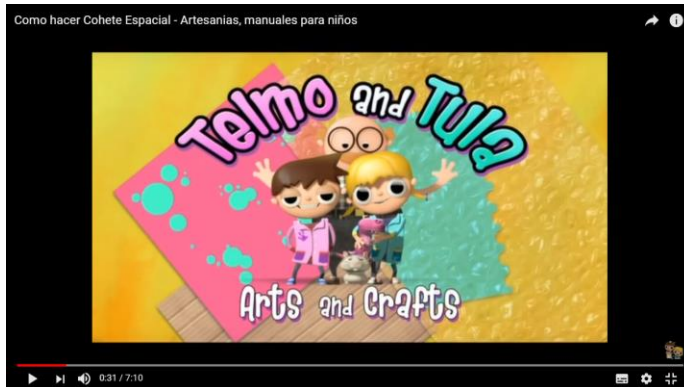 Como hacer Cohete Espacial - Artesanias, manuales para niños
Telmo and Tula
Arts and Crafts
0:31 / 7:10